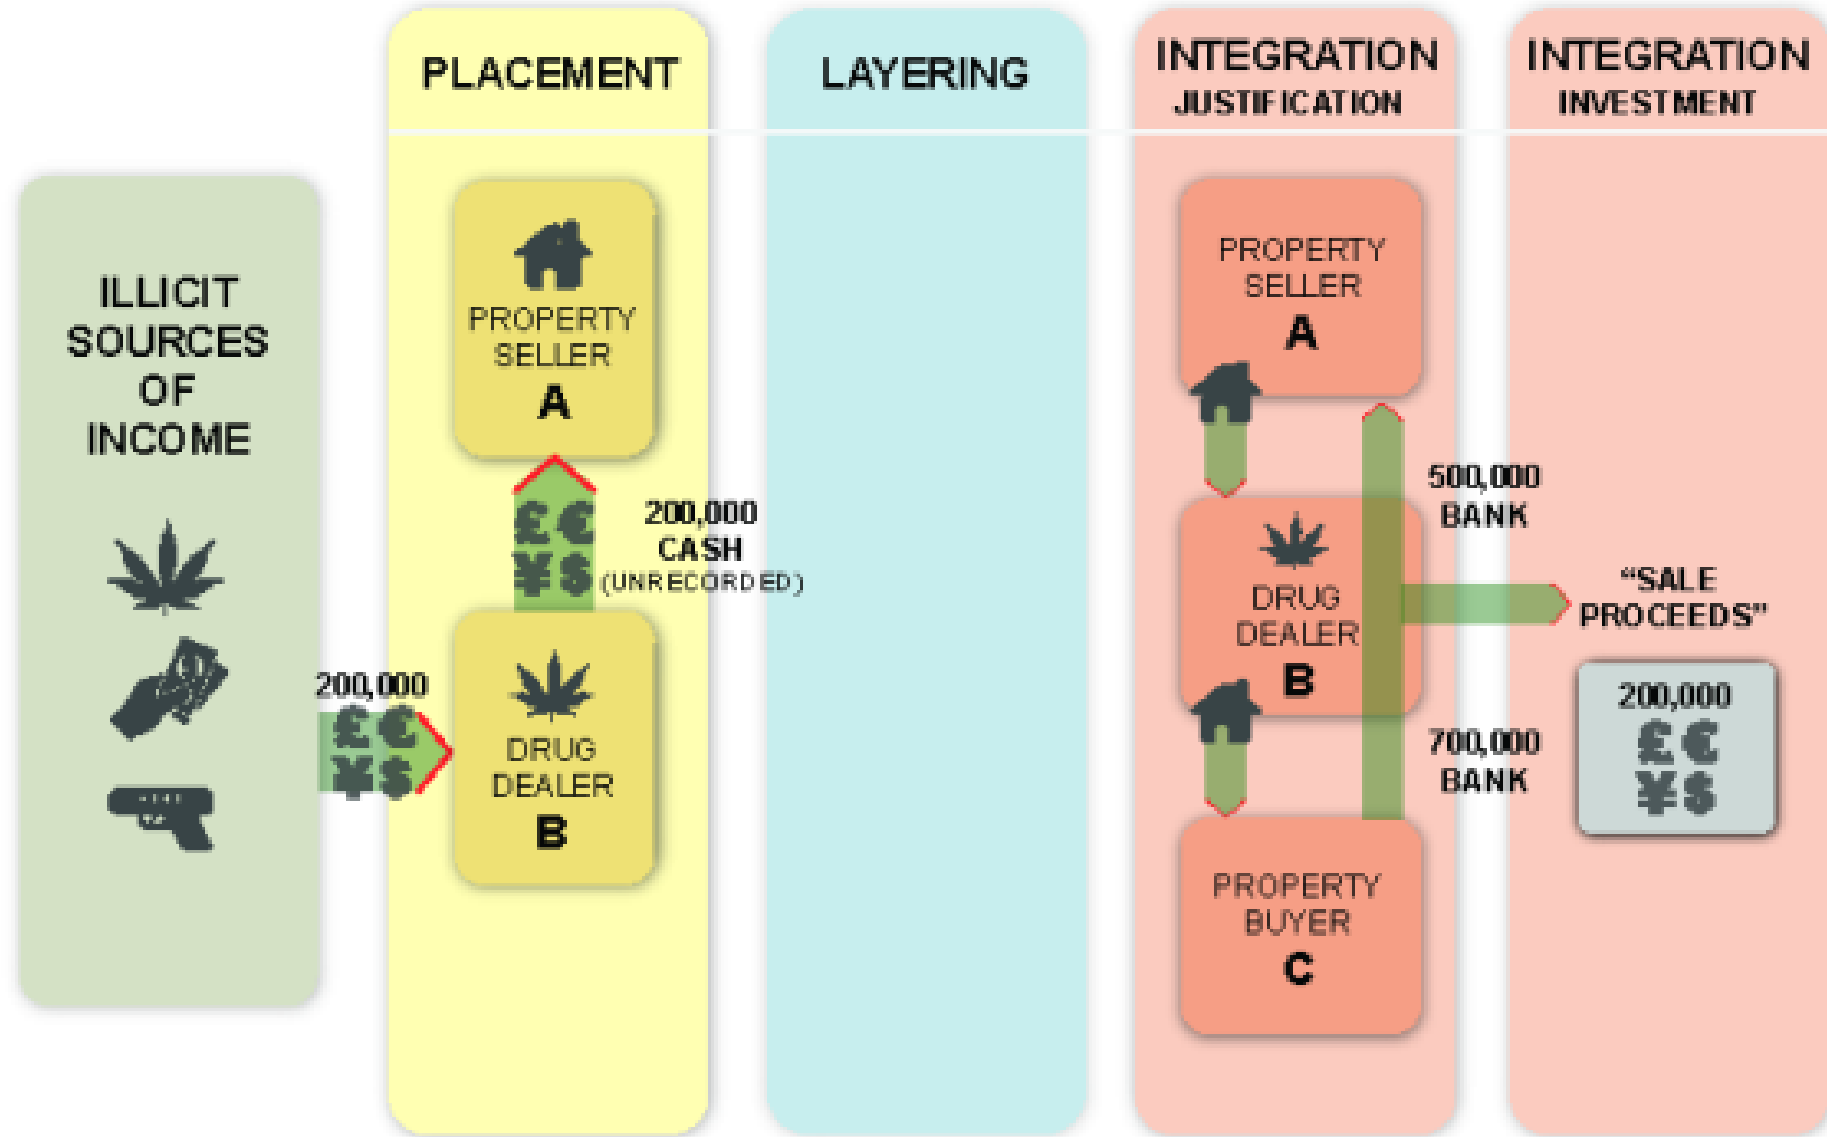 PLACEMENT
LAYERING
INTEGRATION
JUSTIFICATION
INTEGRATION
INVESTMENT
ILLICIT
SOURCES
OF
INCOME
200,000
£ €
¥ $
PROPERTY
SELLER
A
£ €
¥ $
200,000
CASH
(UNRECORDED)
DRUG
DEALER
B
PROPERTY
SELLER
A
500,000
BANK
DRUG
DEALER
B
700,000
BANK
PROPERTY
BUYER
C
“SALE
PROCEEDS”
200,000
£ €
¥ $